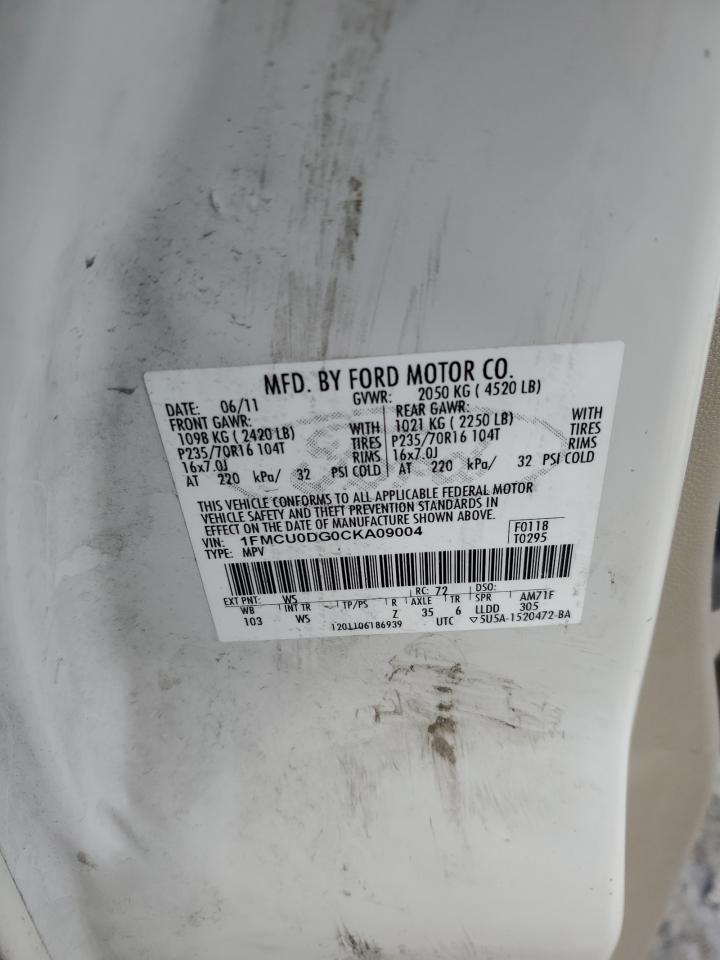 MFD. BY FORD MOTOR CO.
DATE: 06/11 GVWR: 2050 KG ( 4520 LB)
FRONT GAWR: REAR GAWR:
1098 KG ( 2420 LB) WITH 1021 KG ( 2250 LB) WITH
P235/70R16 104T TIRES P235/70R16 104T TIRES
16x7.0J RIMS 16x7.0J RIMS
AT 220 kPa/ 32 PSI COLD AT 220 kPa/ 32 PSI COLD
THIS VEHICLE CONFORMS TO ALL APPLICABLE FEDERAL MOTOR
VEHICLE SAFETY AND THEFT PREVENTION STANDARDS IN
EFFECT ON THE DATE OF MANUFACTURE SHOWN ABOVE.
VIN: 1FMCU0DG0CKA09004 F0118
TYPE: MPV T0295
EXT PNT: WS RC: 72 DSO:
WB INT TR TP/PS R AXLE TR SPR AM71F
103 WS 7 35 6 LLDD 305
1201106186939 UTC ▽5U5A-1520472-BA